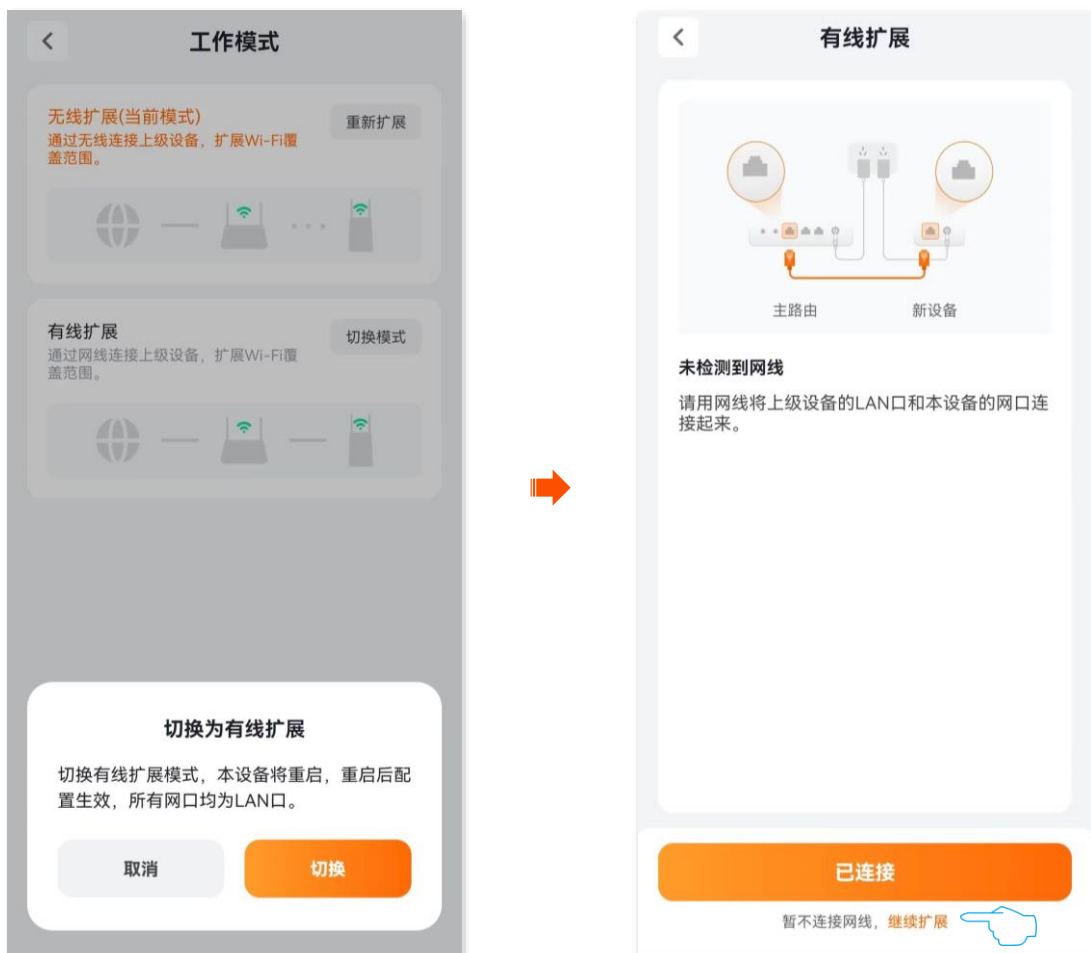 工作模式
无线扩展(当前模式)
重新扩展
通过无线连接上级设备，扩展Wi-Fi覆
盖范围。
有线扩展
切换模式
通过网线连接上级设备，扩展Wi-Fi覆
盖范围。
切换为有线扩展
切换有线扩展模式，本设备将重启，重启后配
置生效，所有网口均为LAN口。
取消
切换
有线扩展
主路由
新设备
未检测到网线
请用网线将上级设备的LAN口和本设备的网口连
接起来。
已连接
暂不连接网线，继续扩展